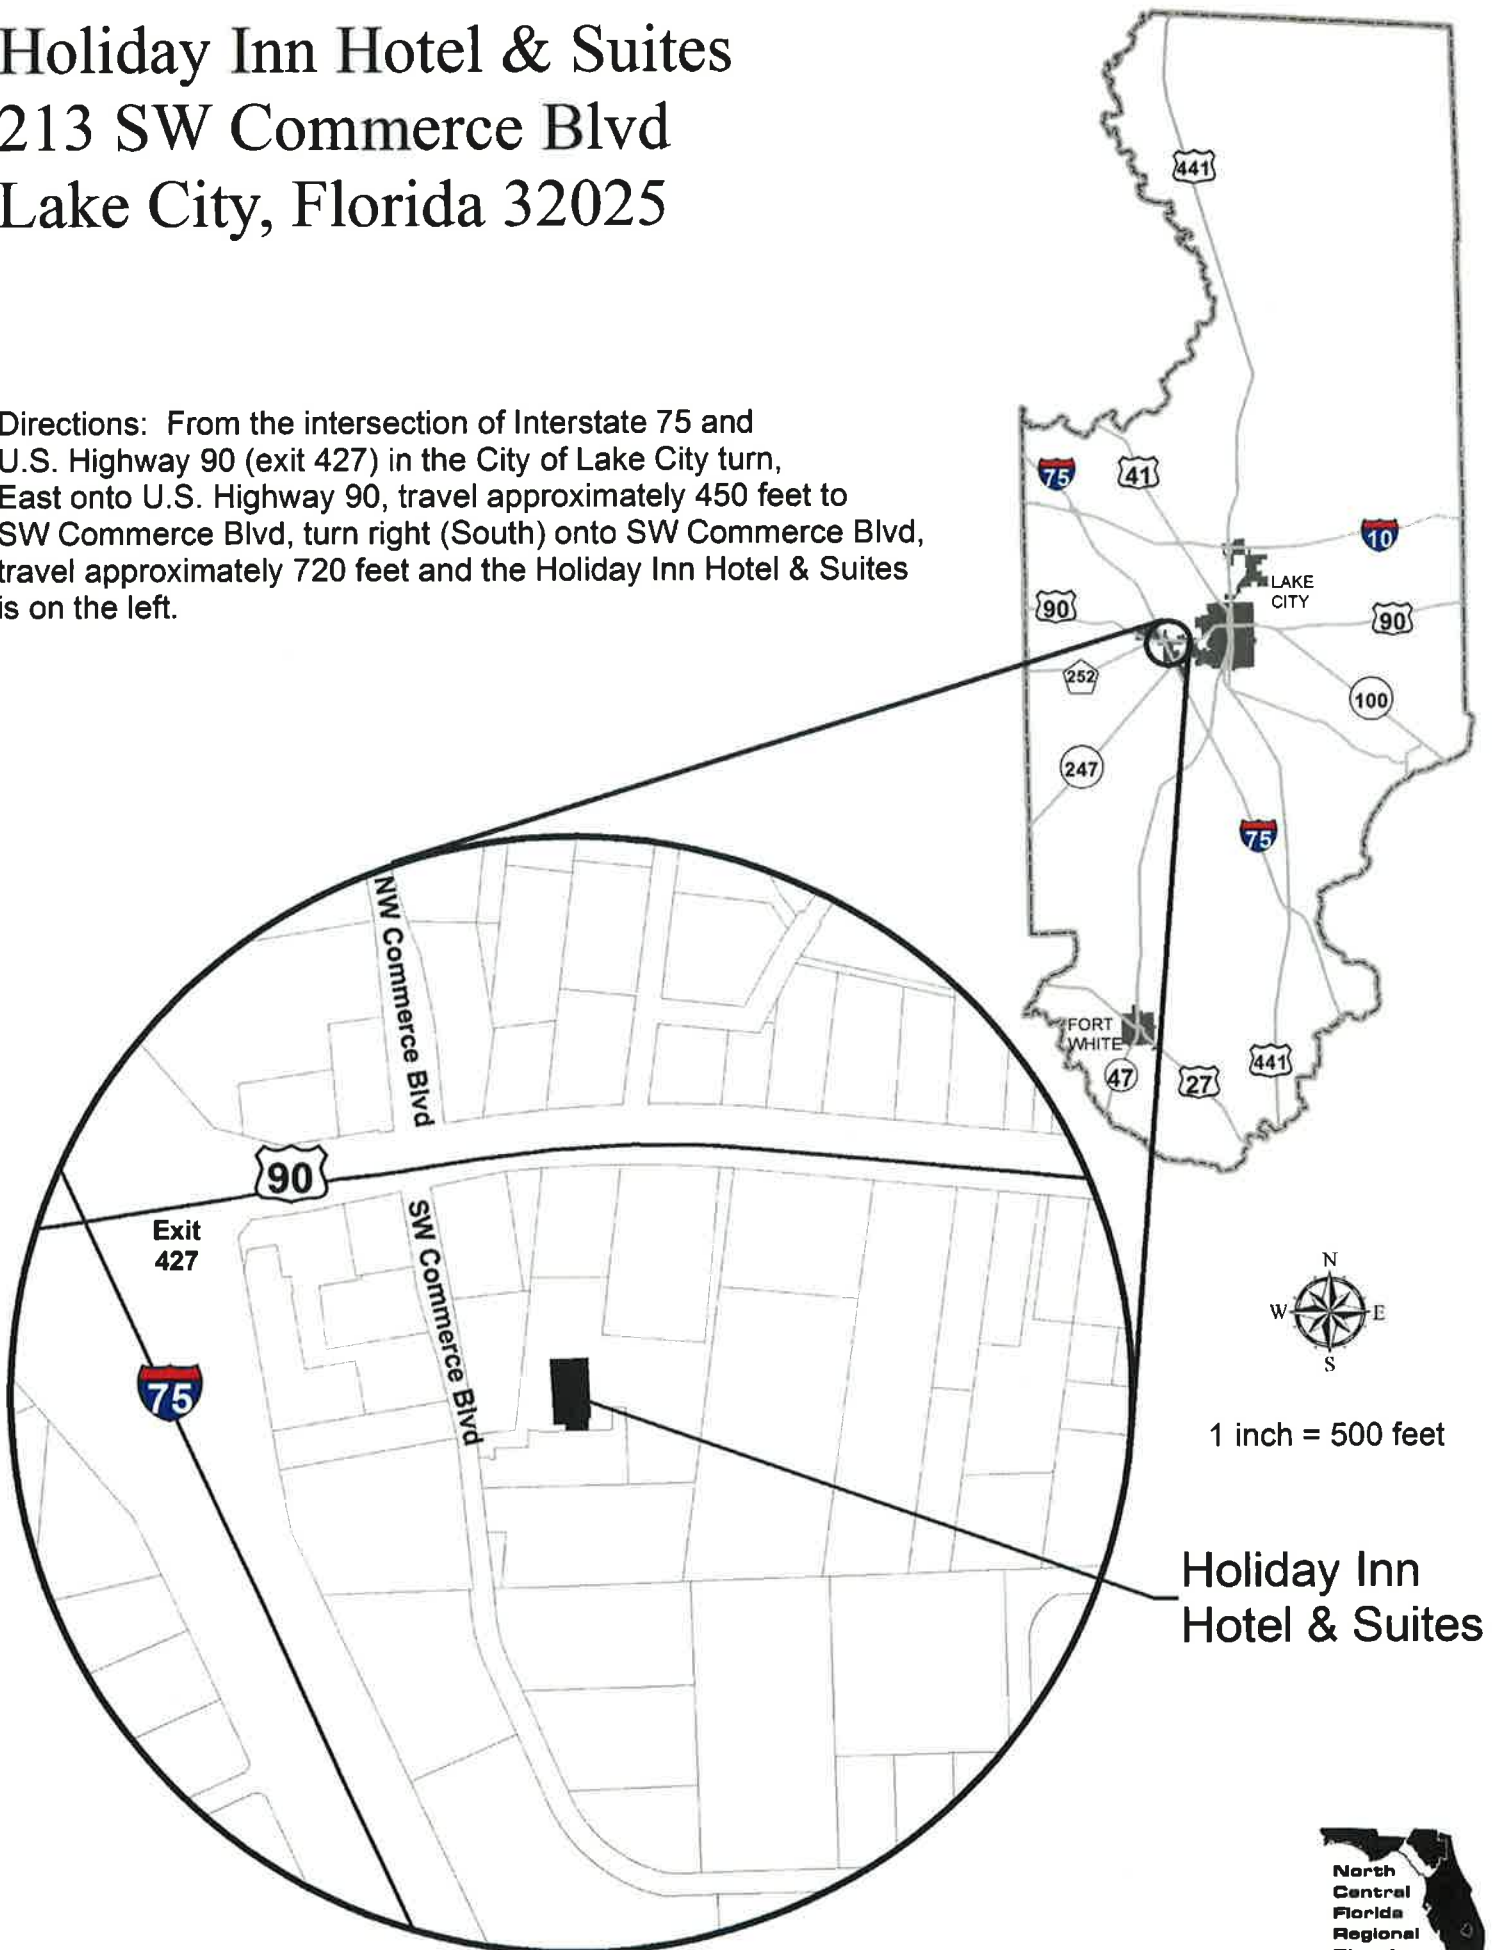 Holiday Inn Hotel & Suites
213 SW Commerce Blvd
Lake City, Florida 32025
Directions: From the intersection of Interstate 75 and
U.S. Highway 90 (exit 427) in the City of Lake City turn,
East onto U.S. Highway 90, travel approximately 450 feet to
SW Commerce Blvd, turn right (South) onto SW Commerce Blvd,
travel approximately 720 feet and the Holiday Inn Hotel & Suites
is on the left.
441
75
41
10
LAKE
CITY
90
90
252
100
247
75
FORT
WHITE
47
27
441
NW Commerce Blvd
90
Exit
427
SW Commerce Blvd
75
N
W
E
S
1 inch = 500 feet
Holiday Inn
Hotel & Suites
North
Central
Florida
Regional